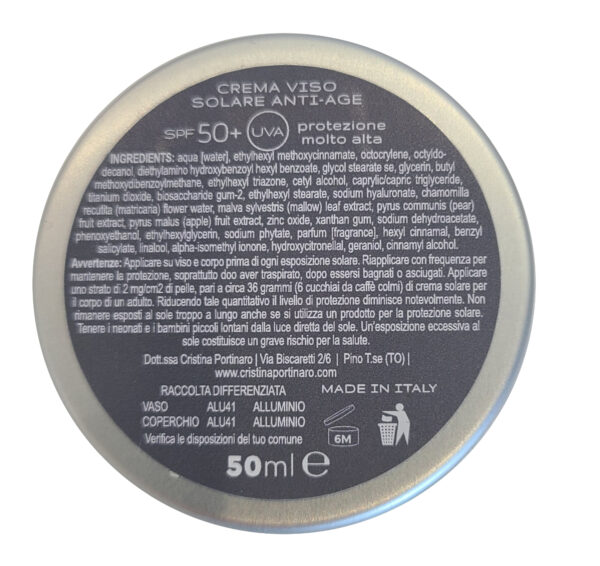 CREMA VISO
SOLARE ANTI-AGE
SPF 50+ UVA protezione
molto alta
INGREDIENTS: aqua [water], ethylhexyl methoxycinnamate, octocrylene, octyldo-
decanol, diethylamino hydroxybenzoyl hexyl benzoate, glycol stearate se, glycerin, butyl
methoxydibenzoylmethane, ethylhexyl triazone, cetyl alcohol, caprylic/capric triglyceride,
titanium dioxide, biosaccharide gum-2, ethylhexyl stearate, sodium hyaluronate, chamomilla
recutita (matricaria) flower water, malva sylvestris (mallow) leaf extract, pyrus communis (pear)
fruit extract, pyrus malus (apple) fruit extract, zinc oxide, xanthan gum, sodium dehydroacetate,
phenoxyethanol, ethylhexylglycerin, sodium phytate, parfum [fragrance], hexyl cinnamal, benzyl
salicylate, linalool, alpha-isomethyl ionone, hydroxycitronellal, geraniol, cinnamyl alcohol.
Avvertenze: Applicare su viso e corpo prima di ogni esposizione solare. Riapplicare con frequenza per
mantenere la protezione, soprattutto doo aver traspirato, dopo essersi bagnati o asciugati. Applicare
uno strato di 2 mg/cm2 di pelle, pari a circa 36 grammi (6 cucchiai da caffè colmi) di crema solare per
il corpo di un adulto. Riducendo tale quantitativo il livello di protezione diminisce notevolmente. Non
rimanere esposti al sole troppo a lungo anche se si utilizza un prodotto per la protezione solare.
Tenere i neonati e i bambini piccoli lontani dalla luce diretta del sole. Un'esposizione eccessiva al
sole costituisce un grave rischio per la salute.
Dott.ssa Cristina Portinaro | Via Biscaretti 2/6 | Pino T.se (TO) |
www.cristinaportinaro.com
RACCOLTA DIFFERENZIATA MADE IN ITALY
VASO ALU41 ALLUMINIO
COPERCHIO ALU41 ALLUMINIO
Verifica le disposizioni del tuo comune
6M
50ml e